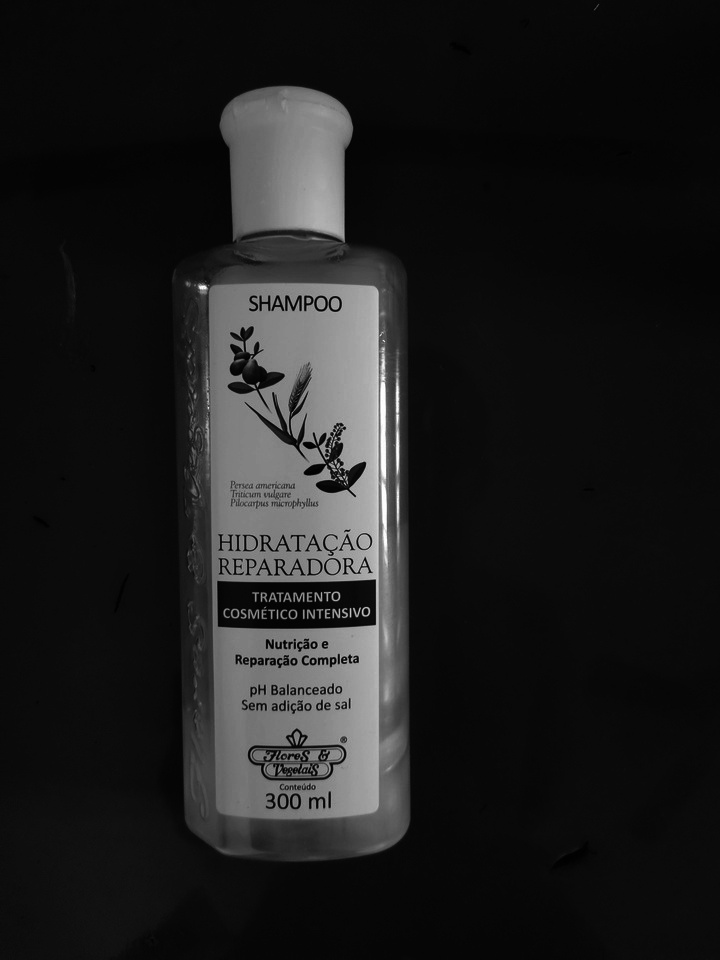 SHAMPOO
Persea americana
Triticum vulgare
Pilocarpus microphyllus
HIDRATAÇÃO
REPARADORA
TRATAMENTO
COSMÉTICO INTENSIVO
Nutrição e
Reparação Completa
pH Balanceado
Sem adição de sal
Flores &
Vegetais
®
Conteúdo
300 ml